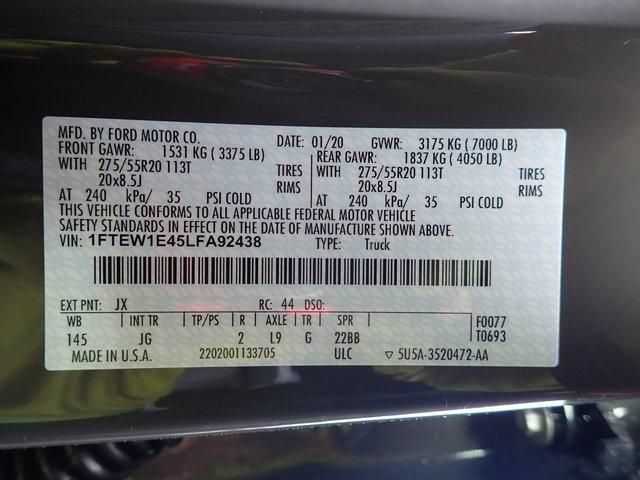 MFD. BY FORD MOTOR CO. DATE: 01/20 GVWR: 3175 KG (7000 LB)
FRONT GAWR: 1531 KG (3375 LB) REAR GAWR: 1837 KG (4050 LB)
WITH 275/55R20 113T TIRES WITH 275/55R20 113T TIRES
20x8.5J RIMS 20x8.5J RIMS
AT 240 kPa/ 35 PSI COLD AT 240 kPa/ 35 PSI COLD
THIS VEHICLE CONFORMS TO ALL APPLICABLE FEDERAL MOTOR VEHICLE
SAFETY STANDARDS IN EFFECT ON THE DATE OF MANUFACTURE SHOWN ABOVE.
VIN: 1FTEW1E45LFA92438 TYPE: Truck
EXT PNT: JX RC: 44 DSO:
WB INT TR TP/PS R AXLE TR SPR F0077
145 JG 2 L9 G 22BB T0693
MADE IN U.S.A. 2202001133705 ULC ▽ 5U5A-3520472-AA